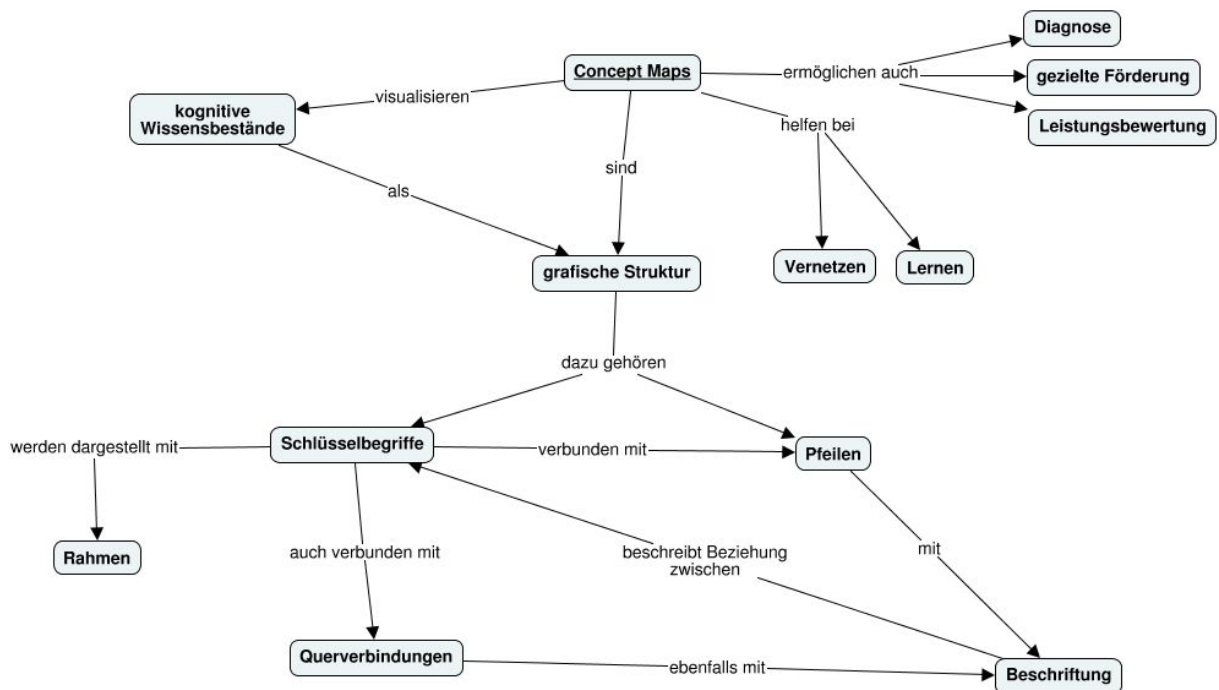 Diagnose
Concept Maps
ermöglichen auch
gezielte Förderung
visualisieren
kognitive
Wissensbestände
helfen bei
Leistungsbewertung
sind
als
grafische Struktur
Vernetzen
Lernen
dazu gehören
werden dargestellt mit
Schlüsselbegriffe
verbunden mit
Pfeilen
Rahmen
auch verbunden mit
beschreibt Beziehung
zwischen
mit
Querverbindungen
ebenfalls mit
Beschriftung